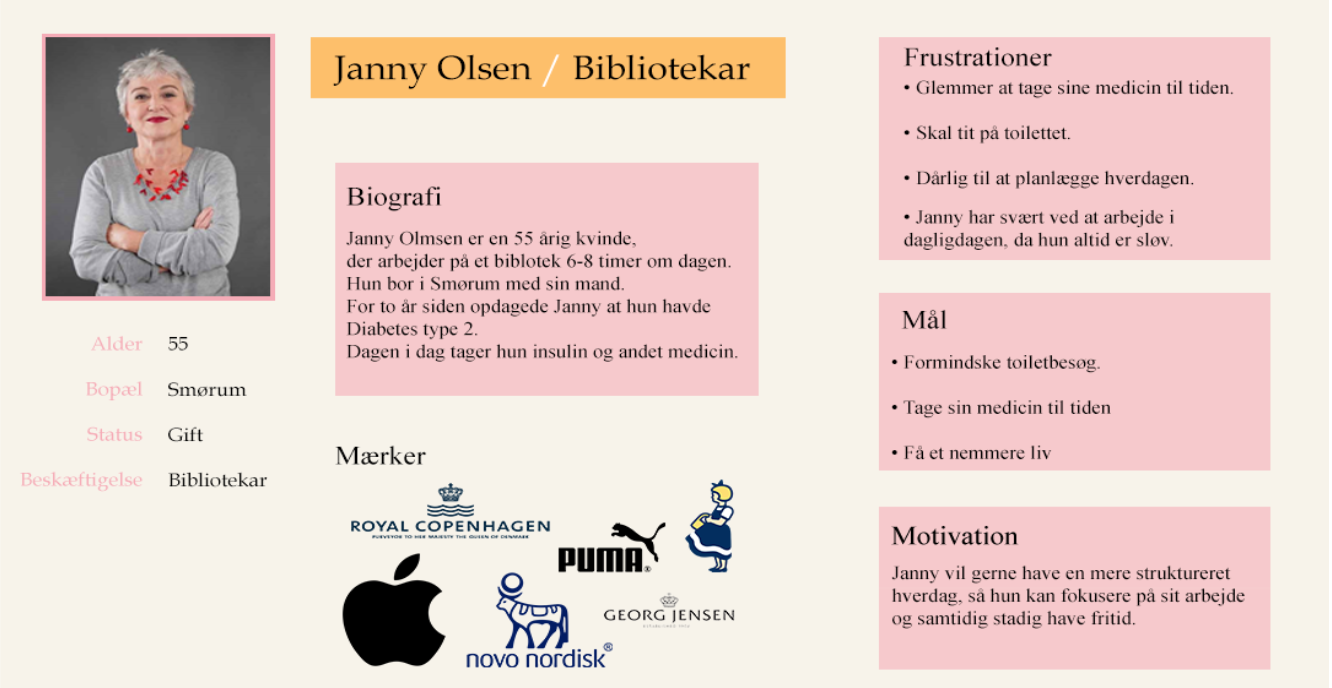 Janny Olsen / Bibliotekar
Alder 55
Bopæl Smørum
Status Gift
Beskæftigelse Bibliotekar
Biografi
Janny Olmsen er en 55 årig kvinde,
der arbejder på et biblotek 6-8 timer om dagen.
Hun bor i Smørum med sin mand.
For to år siden opdagede Janny at hun havde
Diabetes type 2.
Dagen i dag tager hun insulin og andet medicin.
Mærker
ROYAL COPENHAGEN
PURVEYOR TO HER MAJESTY THE QUEEN OF DENMARK
PUMA®
GEORG JENSEN
ESTABLISHED 1904
novo nordisk®
Frustrationer
• Glemmer at tage sine medicin til tiden.
• Skal tit på toilettet.
• Dårlig til at planlægge hverdagen.
• Janny har svært ved at arbejde i
dagligdagen, da hun altid er sløv.
Mål
• Formindske toiletbesøg.
• Tage sin medicin til tiden
• Få et nemmere liv
Motivation
Janny vil gerne have en mere struktureret
hverdag, så hun kan fokusere på sit arbejde
og samtidig stadig have fritid.